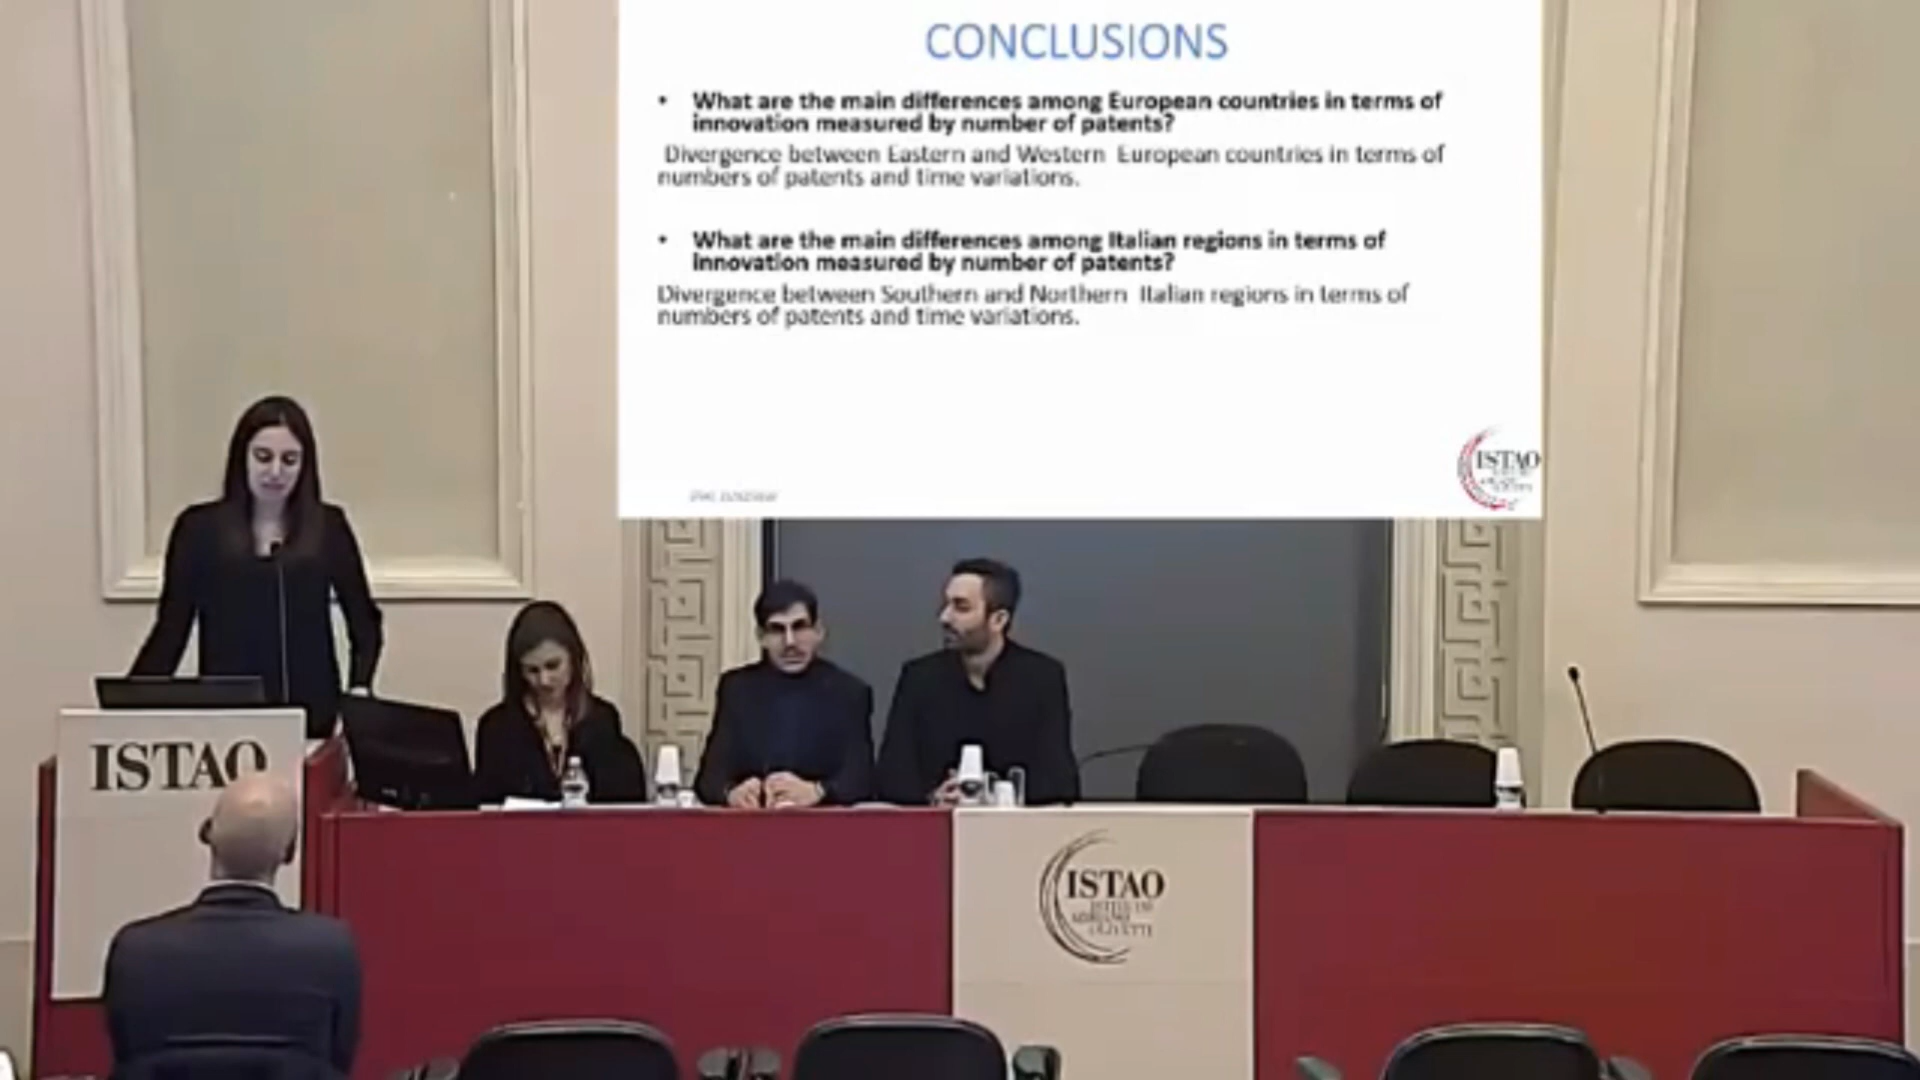 CONCLUSIONS
• What are the main differences among European countries in terms of
innovation measured by number of patents?
Divergence between Eastern and Western European countries in terms of
numbers of patents and time variations.
• What are the main differences among Italian regions in terms of
innovation measured by number of patents?
Divergence between Southern and Northern Italian regions in terms of
numbers of patents and time variations.
ISTAO
ISTAO
ISTAO
ADRIANO
OLIVETTI